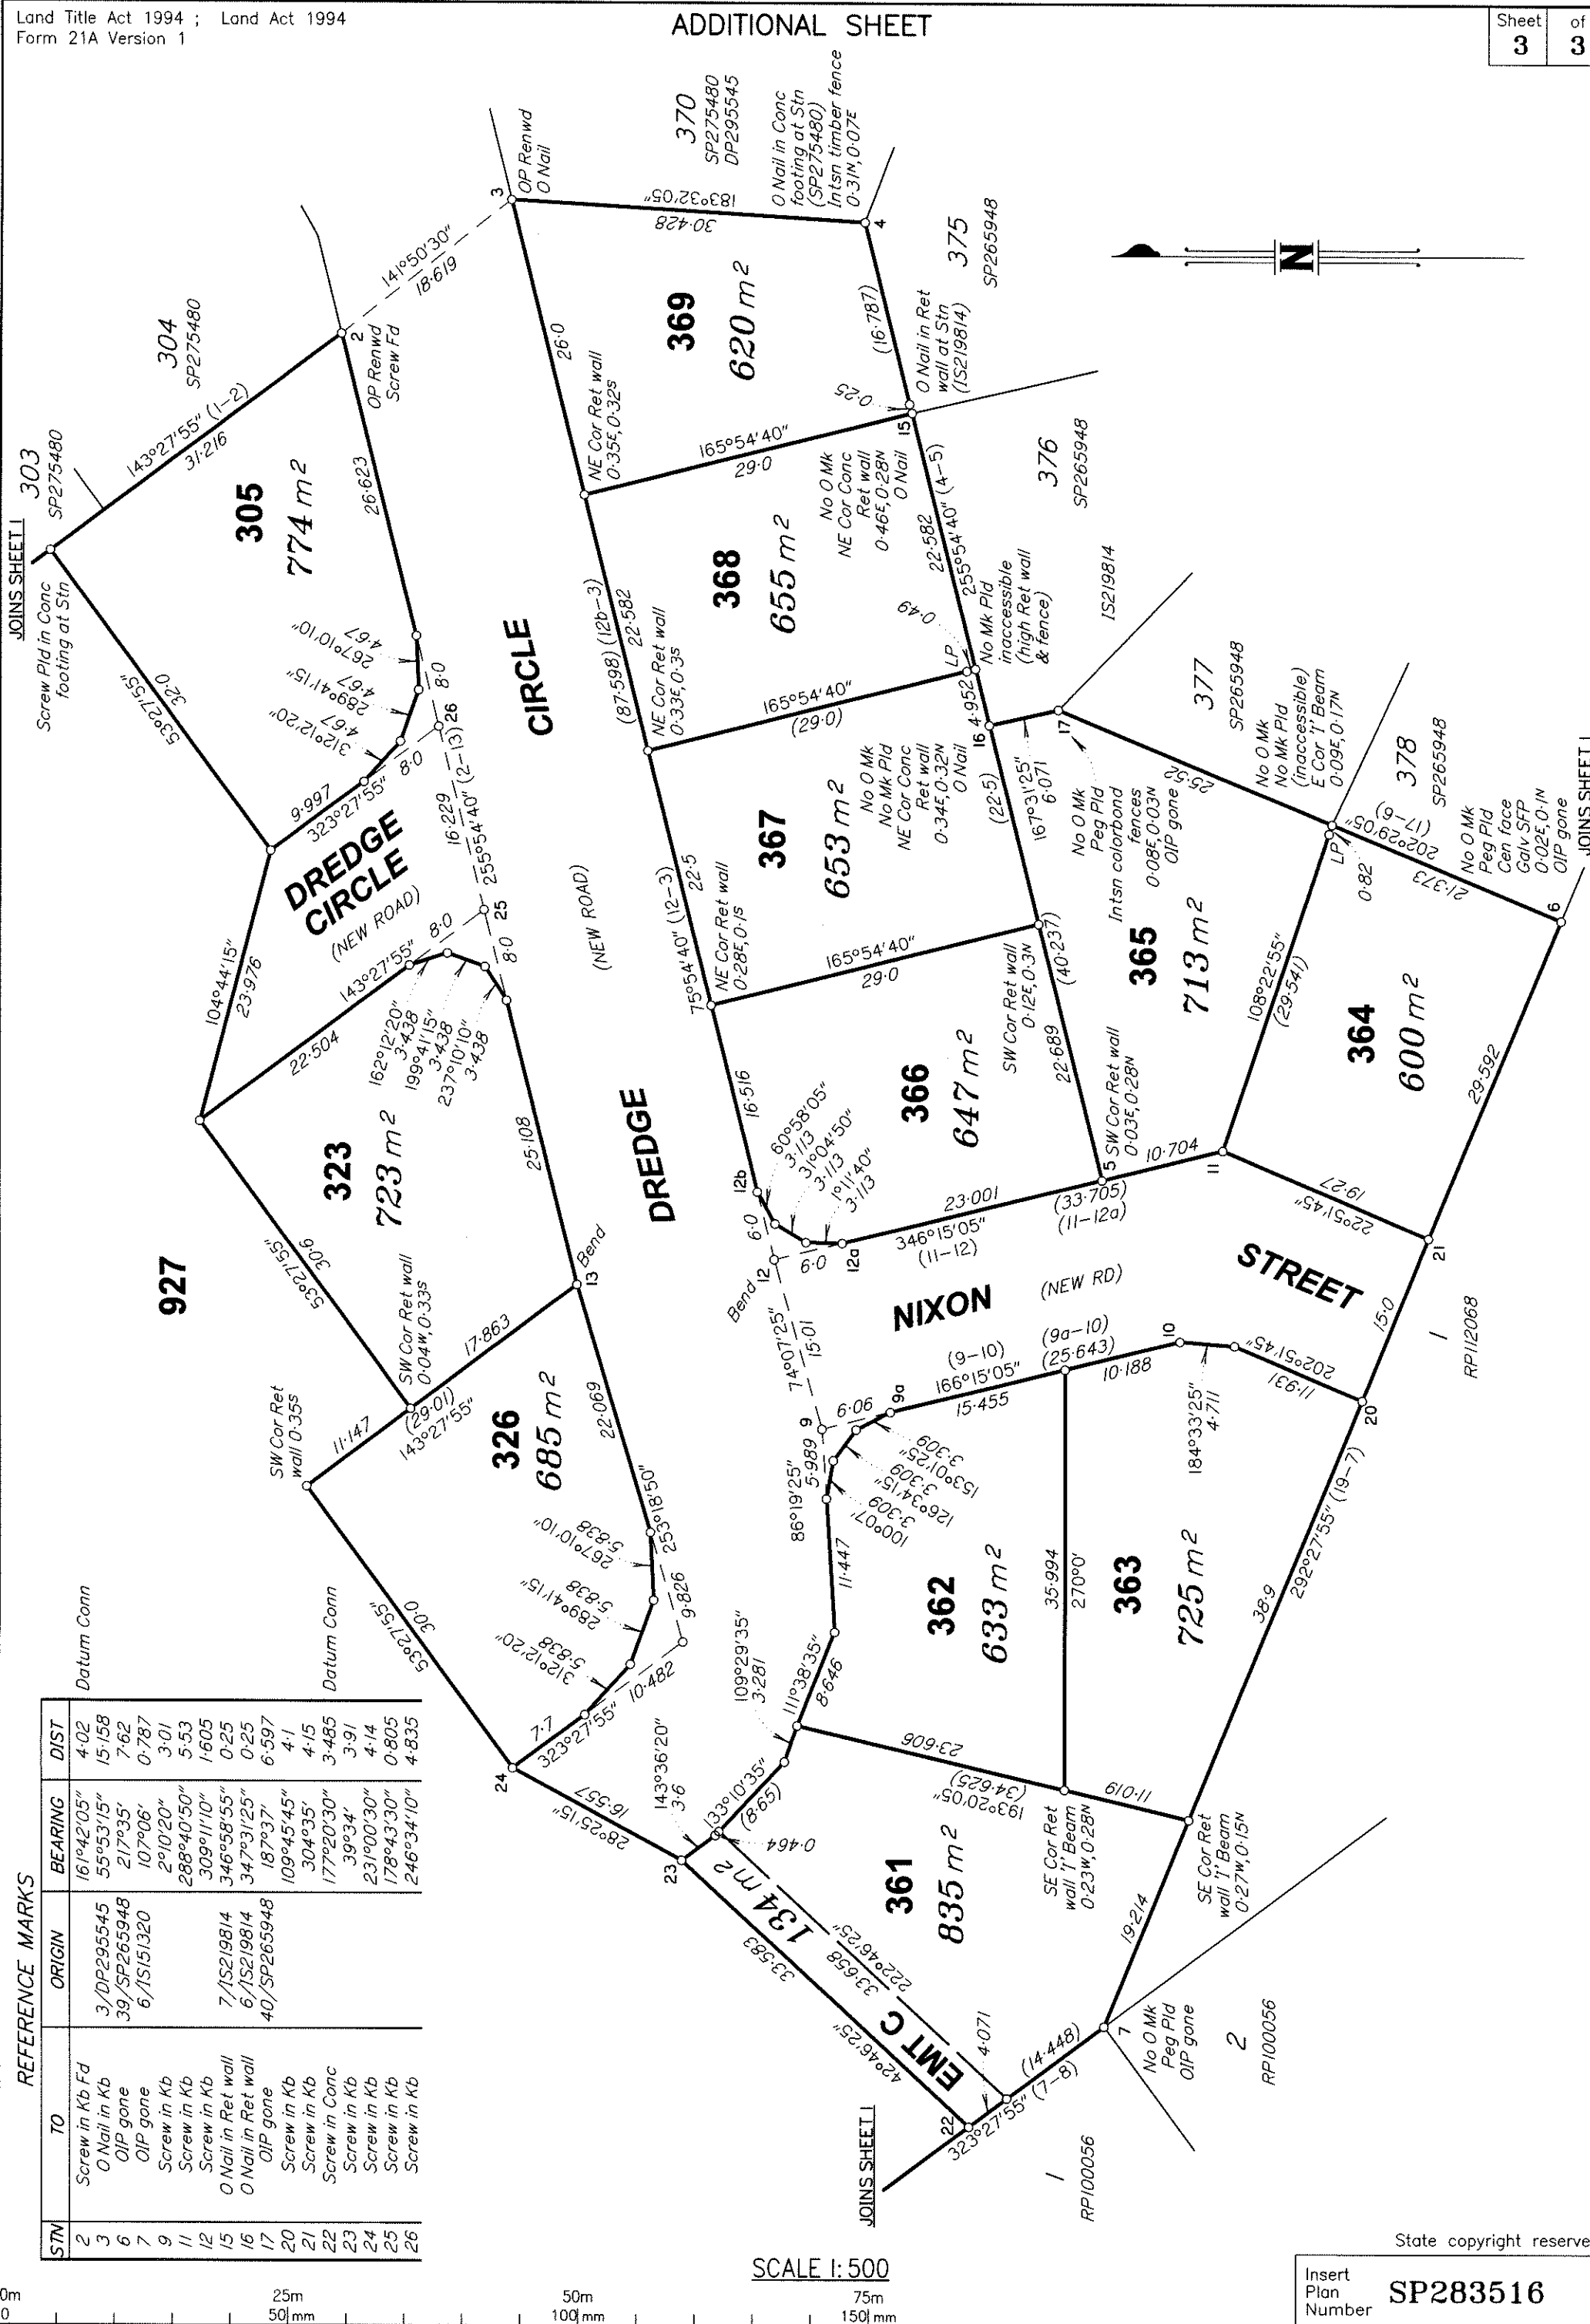 Land Title Act 1994 ; Land Act 1994
Form 21A Version 1
ADDITIONAL SHEET
Sheet
3
of
3
JOINS SHEET 1
303
SP275480
Screw Pld in Conc
footing at Stn
304
SP275480
143°27'55" (1-2)
31·216
53°27'55"
32·0
305
774 m²
2
OP Renwd
Screw Fd
141°50'30"
18·619
3
OP Renwd
O Nail
370
SP275480
DP295545
O Nail in Conc
footing at Stn
(SP275480)
Intsn timber fence
0·31N,0·07E
183°32'05"
30·428
4
26·623
267°10'10"
4·67
289°41'15"
4·67
312°12'20"
4·67
8·0
26
8·0
9·997
323°27'55"
26·0
369
620 m²
(16·787)
375
SP265948
N
O Nail in Ret
wall at Stn
(IS219814)
0·25
15
NE Cor Ret wall
0·35E,0·32S
165°54'40"
29·0
CIRCLE
DREDGE
CIRCLE
(NEW ROAD)
16·229
255°54'40" (2-13)
25
8·0
8·0
(87·598) (12b-3)
22·582
368
655 m²
No O Mk
NE Cor Conc
Ret wall
0·46E,0·28N
O Nail
22·582
255°54'40" (4-5)
376
SP265948
0·49
LP
No Mk Pld
inaccessible
(high Ret wall
& fence)
IS219814
NE Cor Ret wall
0·33E,0·3S
165°54'40"
(29·0)
16
4·952
17
167°31'25"
6·071
104°44'15"
23·976
143°27'55"
22·504
162°12'20"
3·438
199°41'15"
3·438
237°10'10"
3·438
(NEW ROAD)
22·5
75°54'40" (12-3)
367
653 m²
No O Mk
No Mk Pld
NE Cor Conc
Ret wall
0·34E,0·32N
O Nail
(22·5)
No O Mk
Peg Pld
Intsn colorbond
fences
0·08E,0·03N
OIP gone
25·52
377
SP265948
No O Mk
No Mk Pld
(inaccessible)
E Cor 'I' Beam
0·09E,0·17N
378
SP265948
LP
0·82
202°29'05"
(17-6)
21·373
No O Mk
Peg Pld
Cen face
Galv SFP
0·02E,0·1N
OIP gone
6
JOINS SHEET 1
NE Cor Ret wall
0·28E,0·1S
165°54'40"
29·0
SW Cor Ret wall
0·12E,0·3N
(40·237)
22·689
365
713 m²
108°22'55"
(29·541)
364
600 m²
29·592
927
323
723 m²
53°27'55"
30·6
25·108
DREDGE
16·516
12b
60°58'05"
3·113
31°04'50"
3·113
1°11'40"
3·113
6·0
12
6·0
12a
Bend
366
647 m²
23·001
346°15'05"
(11-12)
(33·705)
(11-12a)
5
SW Cor Ret wall
0·03E,0·28N
10·704
11
22°51'45"
19·27
21
SW Cor Ret wall
0·04W,0·33S
17·863
13
Bend
(29·01)
143°27'55"
11·147
SW Cor Ret
wall 0·35S
NIXON
(NEW RD)
STREET
15·0
1
RP112068
74°07'25"
15·01
(9-10)
166°15'05"
15·455
(9a-10)
(25·643)
10·188
10
184°33'25"
4·711
202°51'45"
11·931
20
326
685 m²
53°27'55"
30·0
22·069
253°18'50"
267°10'10"
5·838
289°41'15"
5·838
312°12'20"
5·838
9·826
10·482
7·7
323°27'55"
24
86°19'25"
5·989
9
9·06
9a
100°07'
3·309
126°34'15"
3·309
153°01'25"
3·309
11·447
111°38'35"
8·646
109°29'35"
3·281
362
633 m²
35·994
270°0'
363
725 m²
38·9
292°27'55" (19-7)
23·606
(34·625)
193°20'05"
11·019
SE Cor Ret
wall 'I' Beam
0·23W,0·28N
SE Cor Ret
wall 'I' Beam
0·27W,0·15N
28°25'15"
16·557
143°36'20"
3·6
133°10'35"
(8·65)
0·464
23
361
835 m²
19·214
EMT C 134 m²
33·583
42°46'25"
33·658
222°46'25"
4·071
(14·448)
323°27'55" (7-8)
22
7
No O Mk
Peg Pld
OIP gone
2
RP100056
1
RP100056
JOINS SHEET 1
REFERENCE MARKS
STN TO ORIGIN BEARING DIST
2 Screw in Kb Fd 161°42'05" 4·02 Datum Conn
3 O Nail in Kb 3/DP295545 55°53'15" 15·158
6 OIP gone 39/SP265948 217°35' 7·62
7 OIP gone 6/IS151320 107°06' 0·787
9 Screw in Kb 2°10'20" 3·01
11 Screw in Kb 288°40'50" 5·53
12 Screw in Kb 309°11'10" 1·605
15 O Nail in Ret wall 7/IS219814 346°58'55" 0·25
16 O Nail in Ret wall 6/IS219814 347°31'25" 0·25
17 OIP gone 40/SP265948 187°37' 6·597
20 Screw in Kb 109°45'45" 4·1
21 Screw in Kb 304°35' 4·15
22 Screw in Conc 177°20'30" 3·485 Datum Conn
23 Screw in Kb 39°34' 3·91
24 Screw in Kb 231°00'30" 4·14
25 Screw in Kb 178°43'30" 0·805
26 Screw in Kb 246°34'10" 4·835
SCALE 1: 500
0m 25m 50m 75m
0 50 mm 100 mm 150 mm
State copyright reserve
Insert
Plan
Number
SP283516